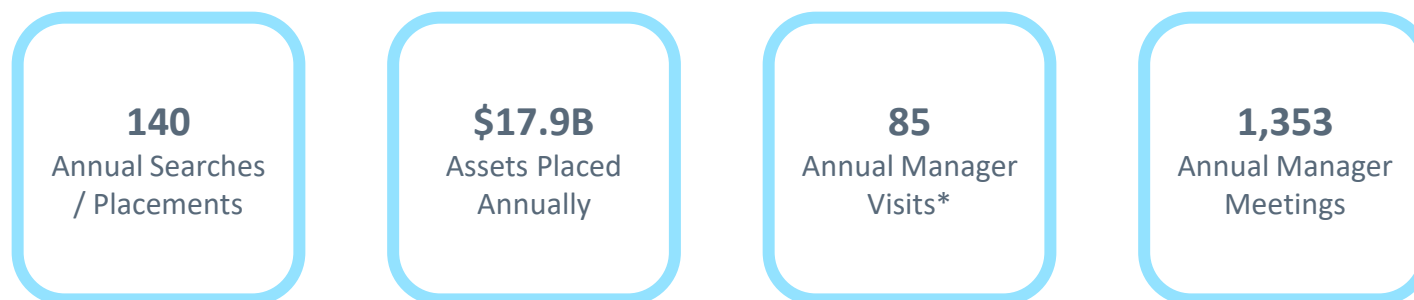 140
Annual Searches
/ Placements
$17.9B
Assets Placed
Annually
85
Annual Manager
Visits*
1,353
Annual Manager
Meetings